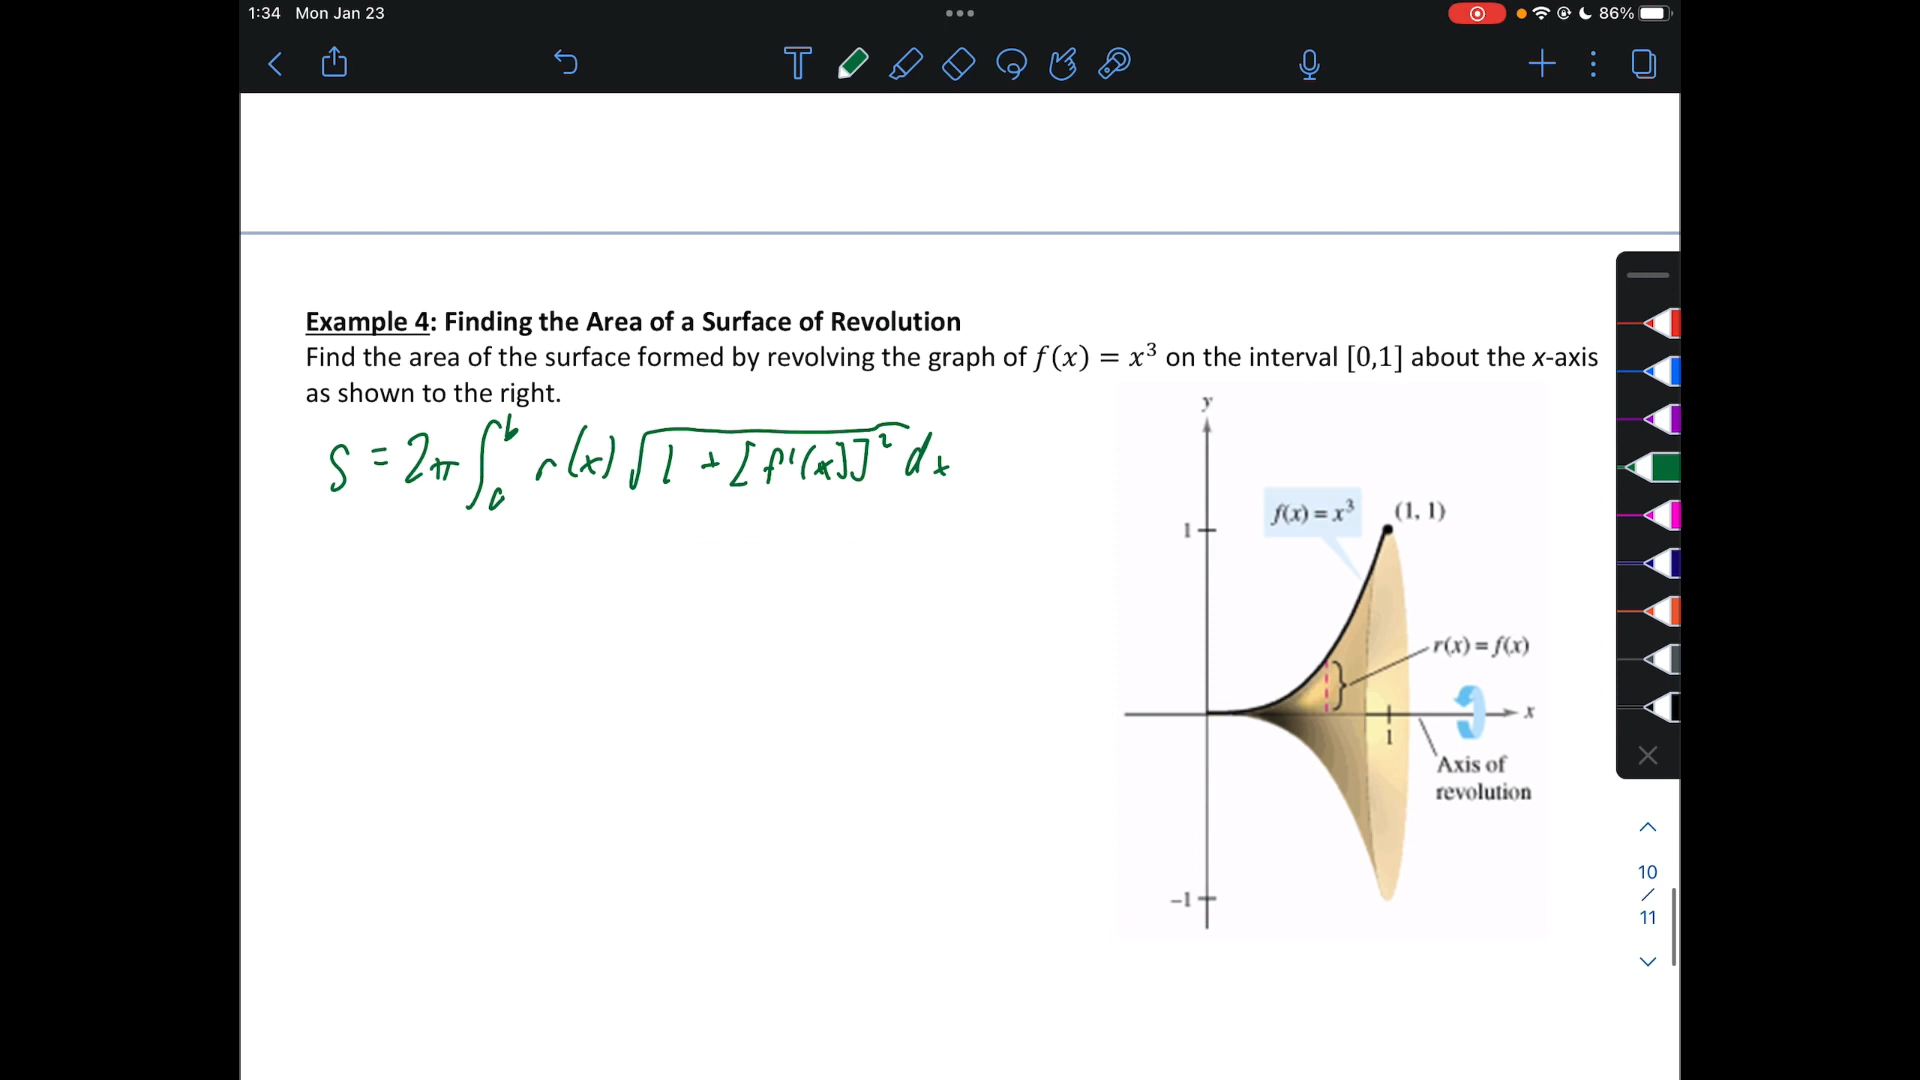 1:34 Mon Jan 23
86%
Example 4: Finding the Area of a Surface of Revolution
Find the area of the surface formed by revolving the graph of f(x) = x³ on the interval [0,1] about the x-axis
as shown to the right.
S = 2π ∫ₐᵇ r(x) √(1 + [f'(x)]² dx
y
f(x) = x³
(1, 1)
1
r(x) = f(x)
x
1
Axis of
revolution
−1
10
/
11